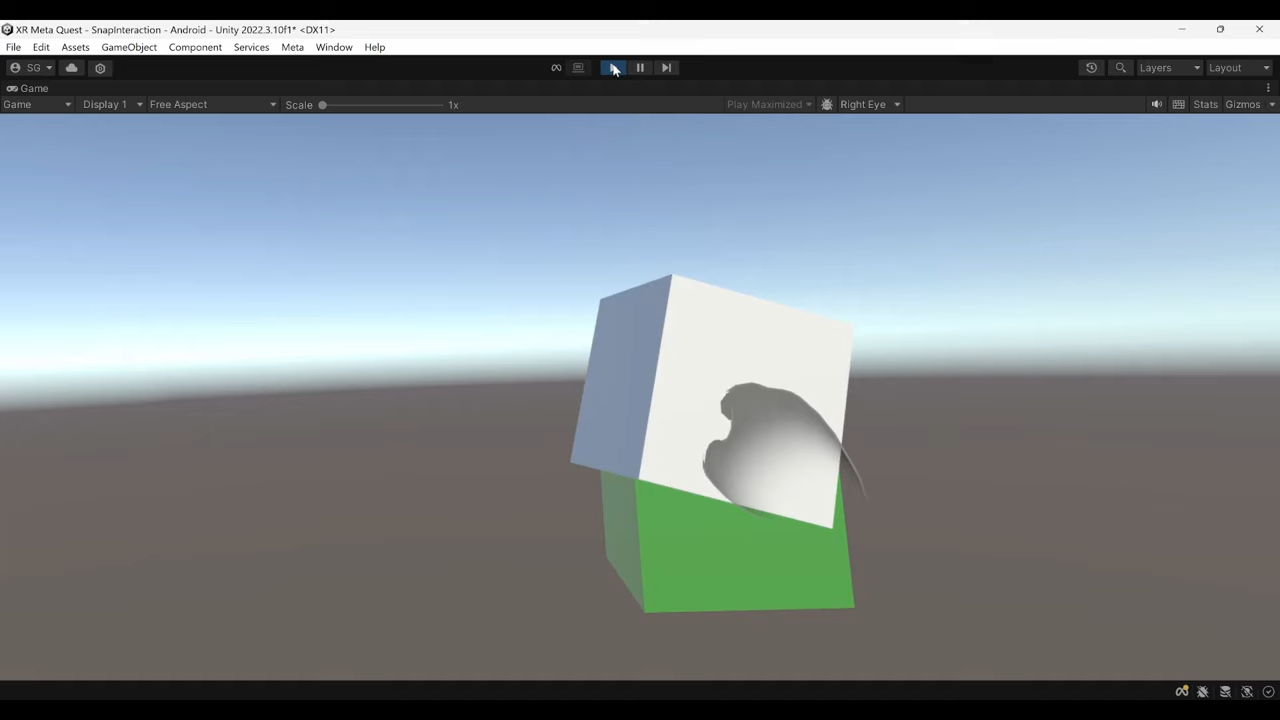 XR Meta Quest - SnapInteraction - Android - Unity 2022.3.10f1* <DX11>
File Edit Assets GameObject Component Services Meta Window Help
SG Layers Layout
Game
Game Display 1 Free Aspect Scale 1x Play Maximized Right Eye Stats Gizmos